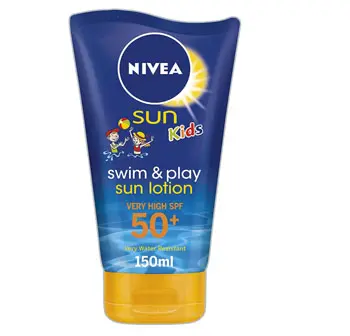 NIVEA
sun
Kids
swim & play
sun lotion
VERY HIGH SPF
50+
Very Water Resistant
150ml